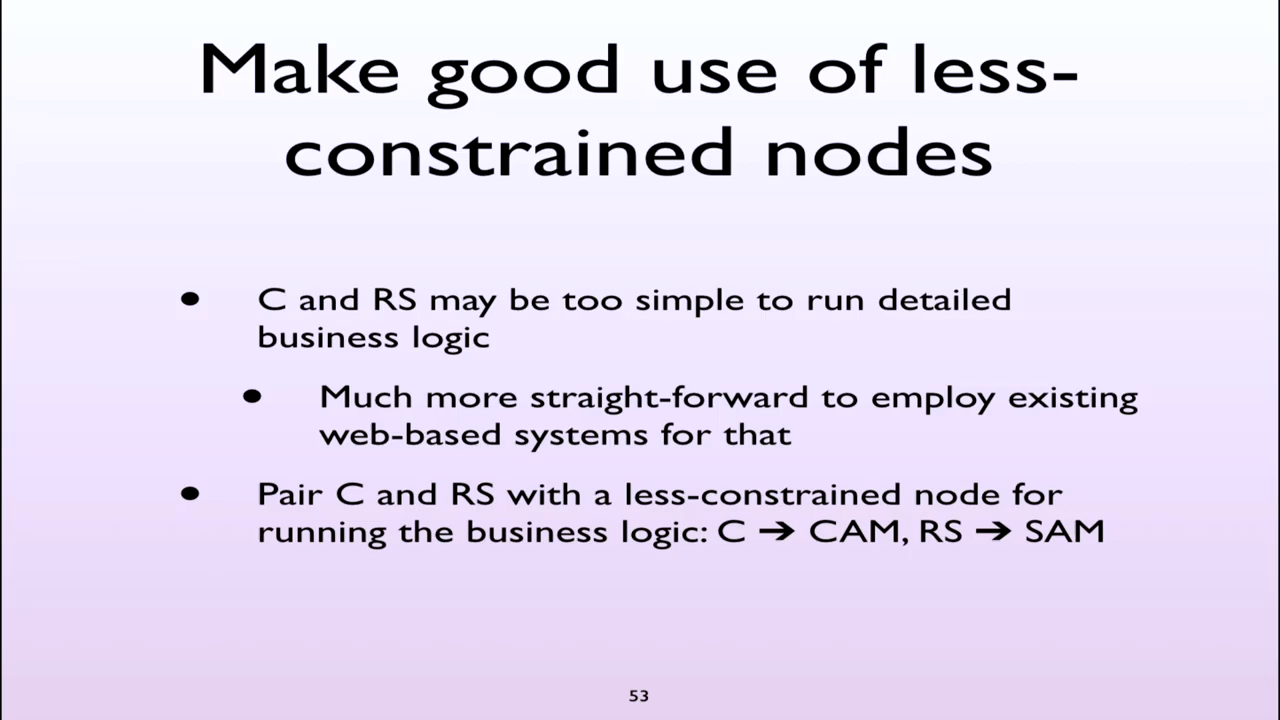 Make good use of less-
constrained nodes
• C and RS may be too simple to run detailed
business logic
• Much more straight-forward to employ existing
web-based systems for that
• Pair C and RS with a less-constrained node for
running the business logic: C ➔ CAM, RS ➔ SAM
53